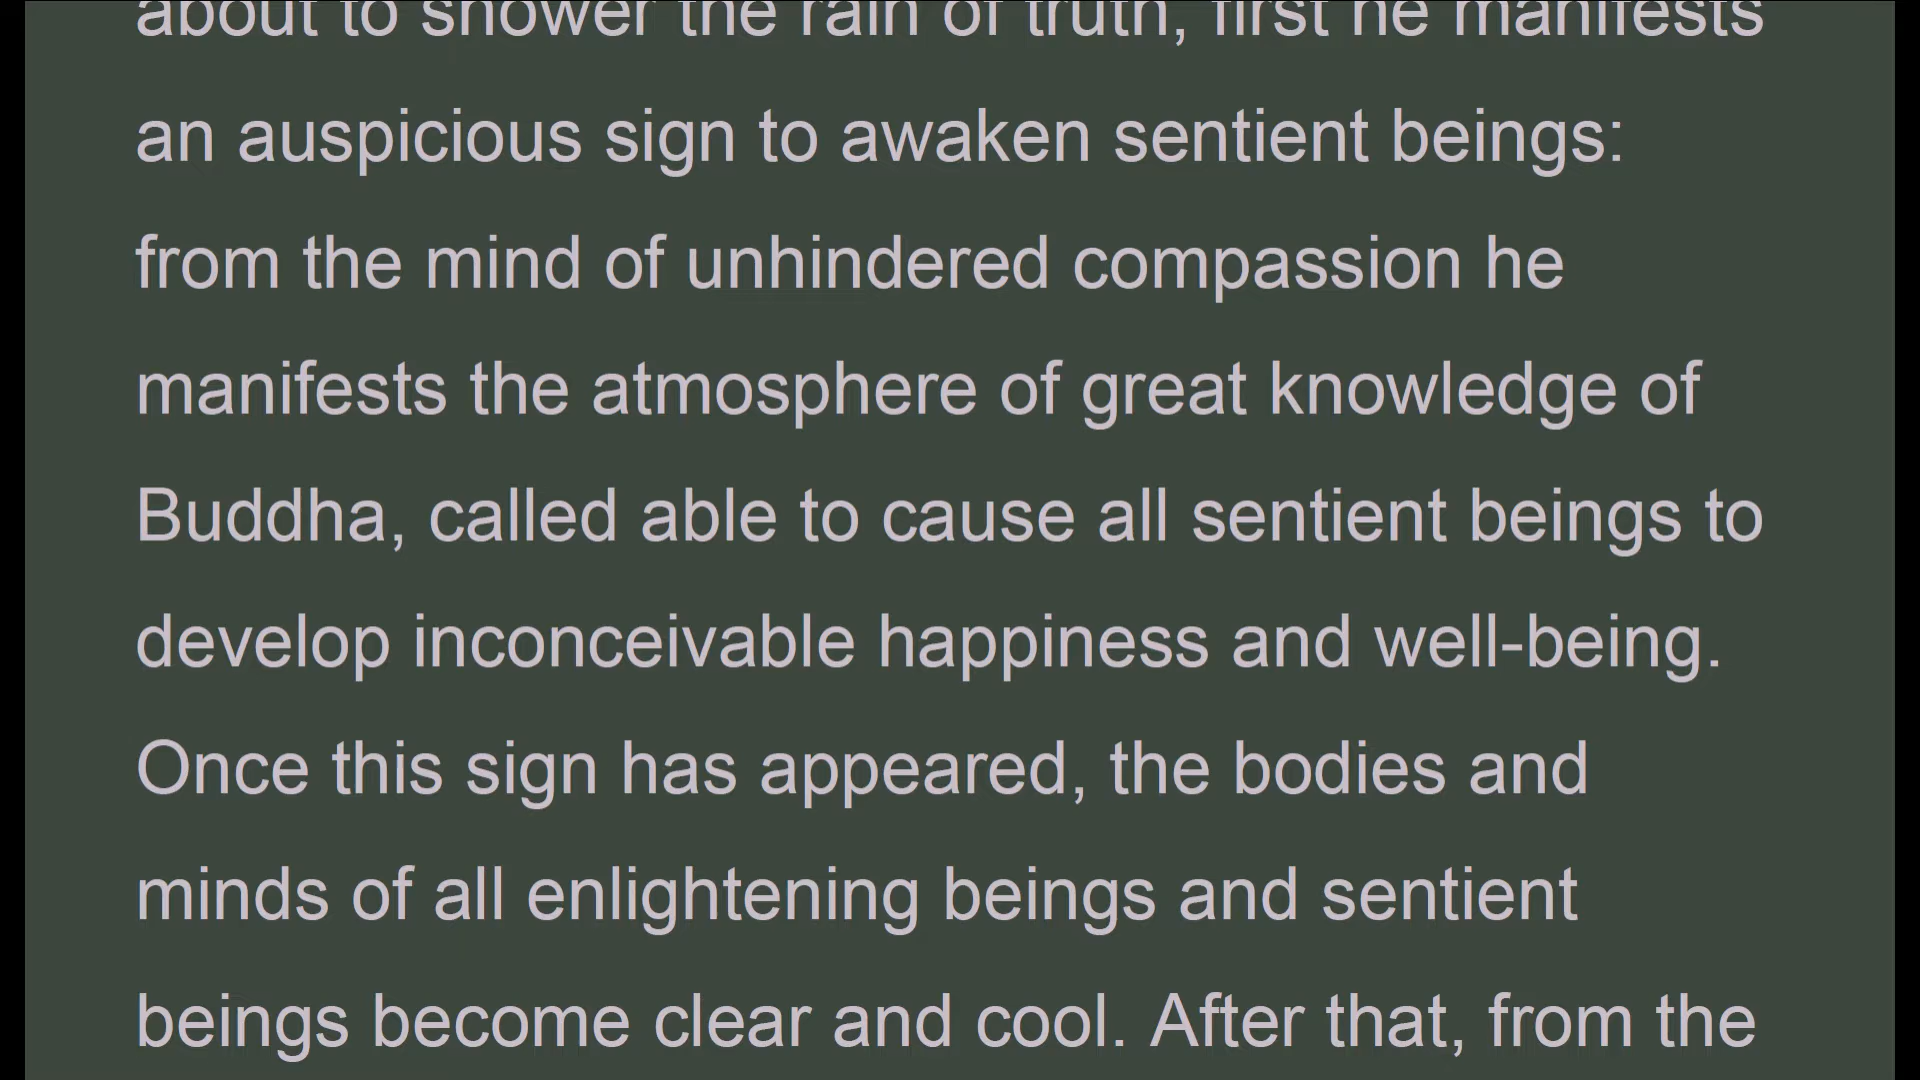 about to shower the rain of truth, first he manifests
an auspicious sign to awaken sentient beings:
from the mind of unhindered compassion he
manifests the atmosphere of great knowledge of
Buddha, called able to cause all sentient beings to
develop inconceivable happiness and well-being.
Once this sign has appeared, the bodies and
minds of all enlightening beings and sentient
beings become clear and cool. After that, from the